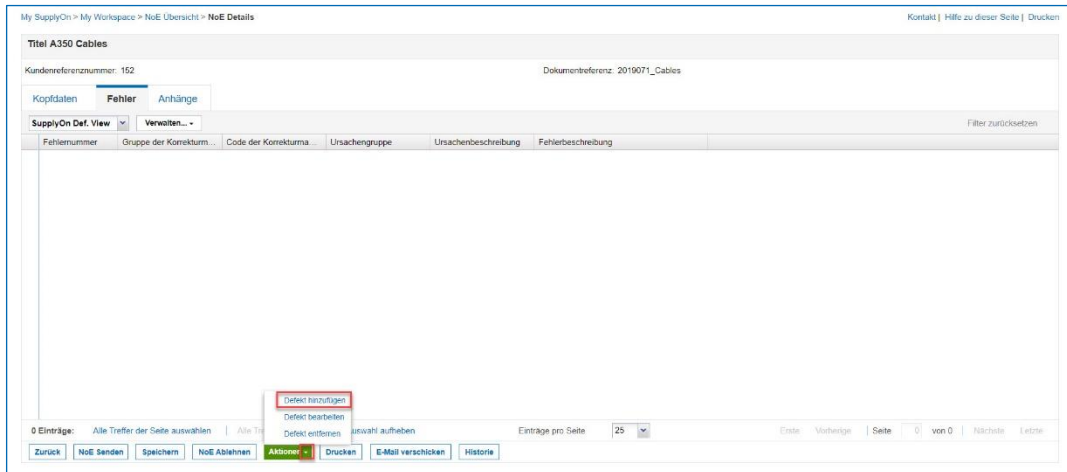 My SupplyOn > My Workspace > NoE Übersicht > NoE Details
Kontakt | Hilfe zu dieser Seite | Drucken
Titel A350 Cables
Kundenreferenznummer: 152
Dokumentreferenz: 2019071_Cables
Kopfdaten Fehler Anhänge
SupplyOn Def. View Verwalten...
Filter zurücksetzen
Fehlernummer Gruppe der Korrekturm... Code der Korrekturma... Ursachengruppe Ursachenbeschreibung Fehlerbeschreibung
Defekt hinzufügen
Defekt bearbeiten
Defekt entfernen
0 Einträge: Alle Treffer der Seite auswählen | Alle uswahl aufheben
Einträge pro Seite 25
Erste Vorherige | Seite 0 von 0 | Nächste Letzte
Zurück NoE Senden Speichern NoE Ablehnen Aktionen Drucken E-Mail verschicken Historie